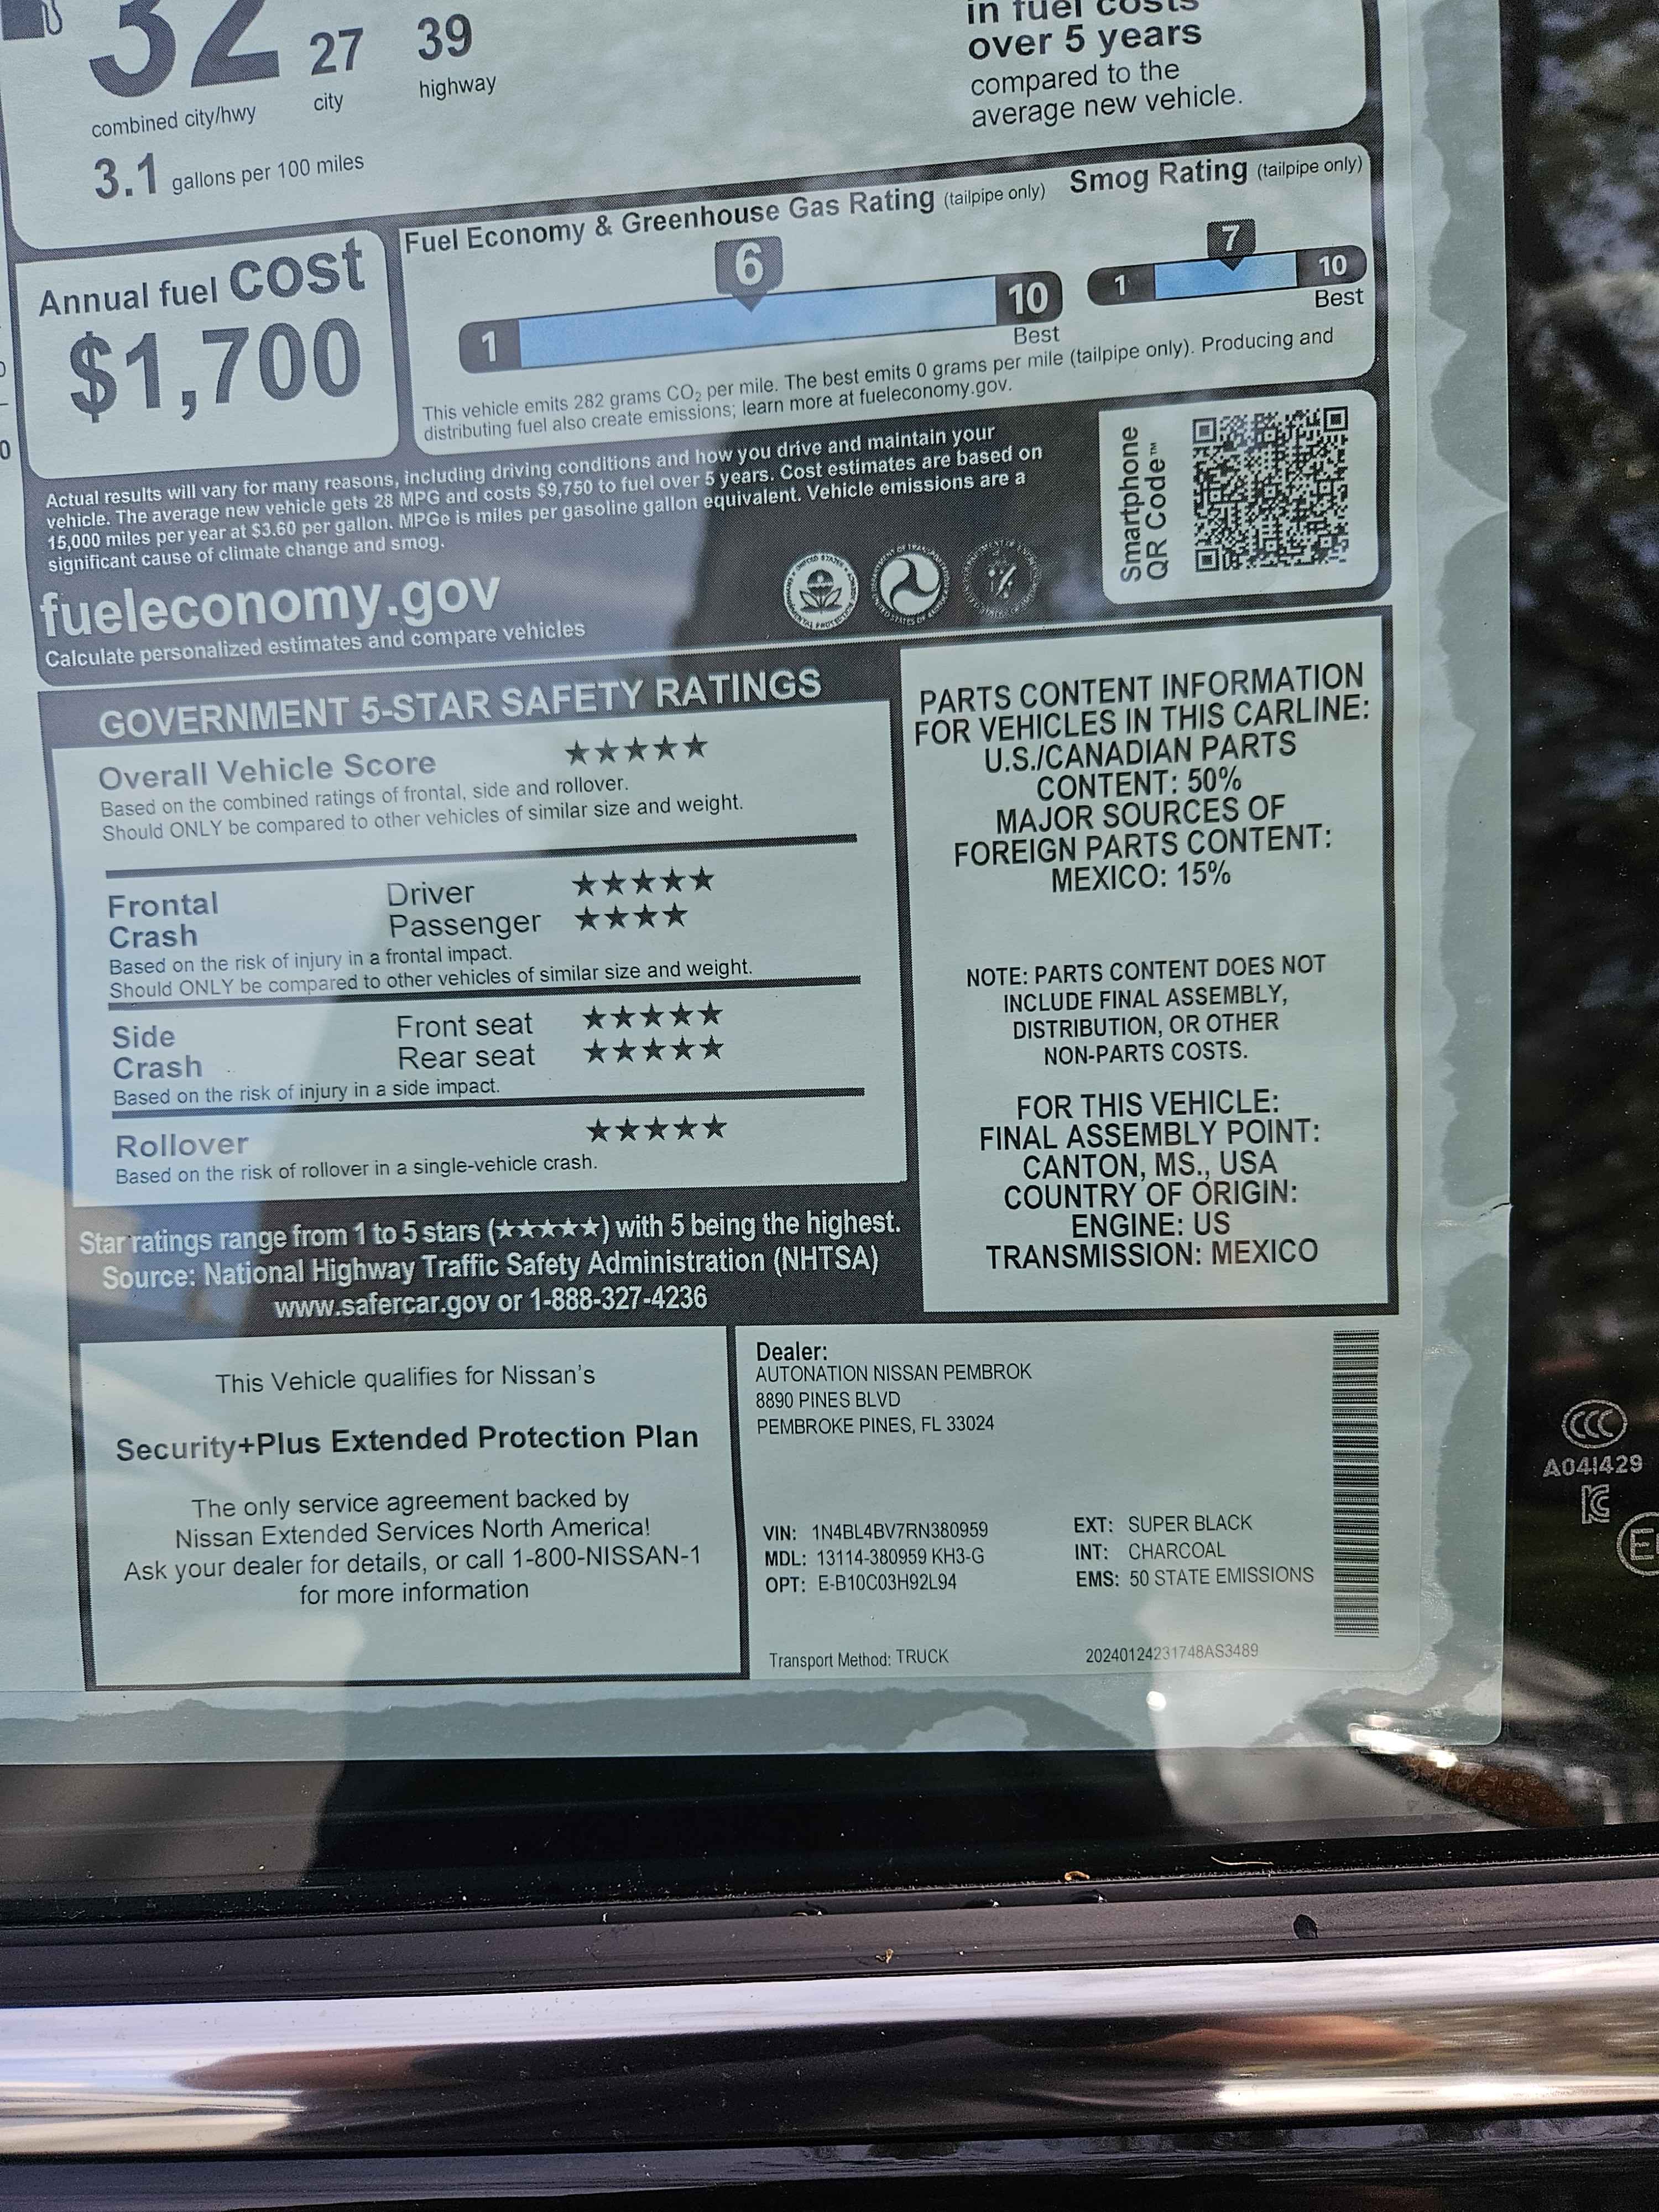 32 27 39
combined city/hwy city highway
3.1 gallons per 100 miles
in fuel costs
over 5 years
compared to the
average new vehicle.
Annual fuel cost
$1,700
Fuel Economy & Greenhouse Gas Rating (tailpipe only) Smog Rating (tailpipe only)
6
1 10
Best
7
1 10
Best
This vehicle emits 282 grams CO2 per mile. The best emits 0 grams per mile (tailpipe only). Producing and
distributing fuel also create emissions; learn more at fueleconomy.gov.
Actual results will vary for many reasons, including driving conditions and how you drive and maintain your
vehicle. The average new vehicle gets 28 MPG and costs $9,750 to fuel over 5 years. Cost estimates are based on
15,000 miles per year at $3.60 per gallon. MPGe is miles per gasoline gallon equivalent. Vehicle emissions are a
significant cause of climate change and smog.
fueleconomy.gov
Calculate personalized estimates and compare vehicles
Smartphone
QR Code™
GOVERNMENT 5-STAR SAFETY RATINGS
Overall Vehicle Score ★★★★★
Based on the combined ratings of frontal, side and rollover.
Should ONLY be compared to other vehicles of similar size and weight.
Frontal Driver ★★★★★
Crash Passenger ★★★★
Based on the risk of injury in a frontal impact.
Should ONLY be compared to other vehicles of similar size and weight.
Side Front seat ★★★★★
Crash Rear seat ★★★★★
Based on the risk of injury in a side impact.
Rollover ★★★★★
Based on the risk of rollover in a single-vehicle crash.
Star ratings range from 1 to 5 stars (★★★★★) with 5 being the highest.
Source: National Highway Traffic Safety Administration (NHTSA)
www.safercar.gov or 1-888-327-4236
PARTS CONTENT INFORMATION
FOR VEHICLES IN THIS CARLINE:
U.S./CANADIAN PARTS
CONTENT: 50%
MAJOR SOURCES OF
FOREIGN PARTS CONTENT:
MEXICO: 15%
NOTE: PARTS CONTENT DOES NOT
INCLUDE FINAL ASSEMBLY,
DISTRIBUTION, OR OTHER
NON-PARTS COSTS.
FOR THIS VEHICLE:
FINAL ASSEMBLY POINT:
CANTON, MS., USA
COUNTRY OF ORIGIN:
ENGINE: US
TRANSMISSION: MEXICO
This Vehicle qualifies for Nissan's
Security+Plus Extended Protection Plan
The only service agreement backed by
Nissan Extended Services North America!
Ask your dealer for details, or call 1-800-NISSAN-1
for more information
Dealer:
AUTONATION NISSAN PEMBROK
8890 PINES BLVD
PEMBROKE PINES, FL 33024
VIN: 1N4BL4BV7RN380959 EXT: SUPER BLACK
MDL: 13114-380959 KH3-G INT: CHARCOAL
OPT: E-B10C03H92L94 EMS: 50 STATE EMISSIONS
Transport Method: TRUCK 20240124231748AS3489
CCC
A041429